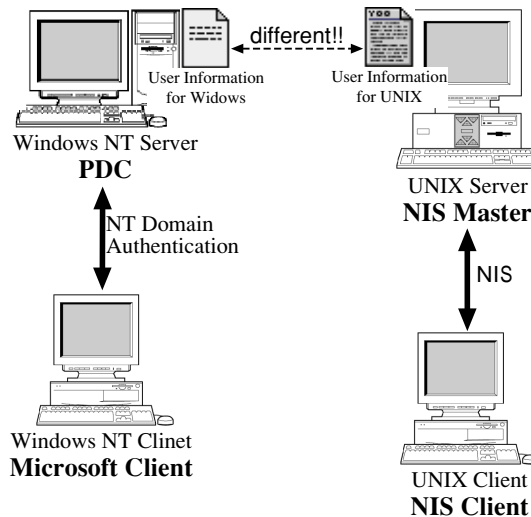 different!!
User Information
for Widows
User Information
for UNIX
YOO
Windows NT Server
PDC
UNIX Server
NIS Master
NT Domain
Authentication
NIS
Windows NT Clinet
Microsoft Client
UNIX Client
NIS Client